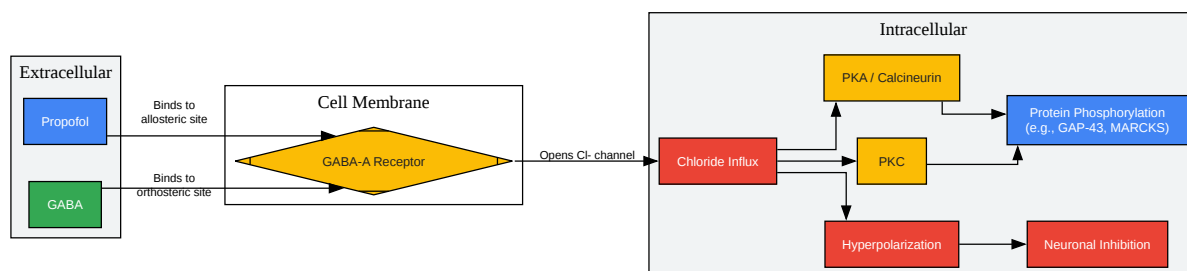 Extracellular
Propofol
GABA
Binds to
allosteric site
Binds to
orthosteric site
Cell Membrane
GABA-A Receptor
Opens Cl- channel
Intracellular
Chloride Influx
PKA / Calcineurin
PKC
Protein Phosphorylation
(e.g., GAP-43, MARCKS)
Hyperpolarization
Neuronal Inhibition